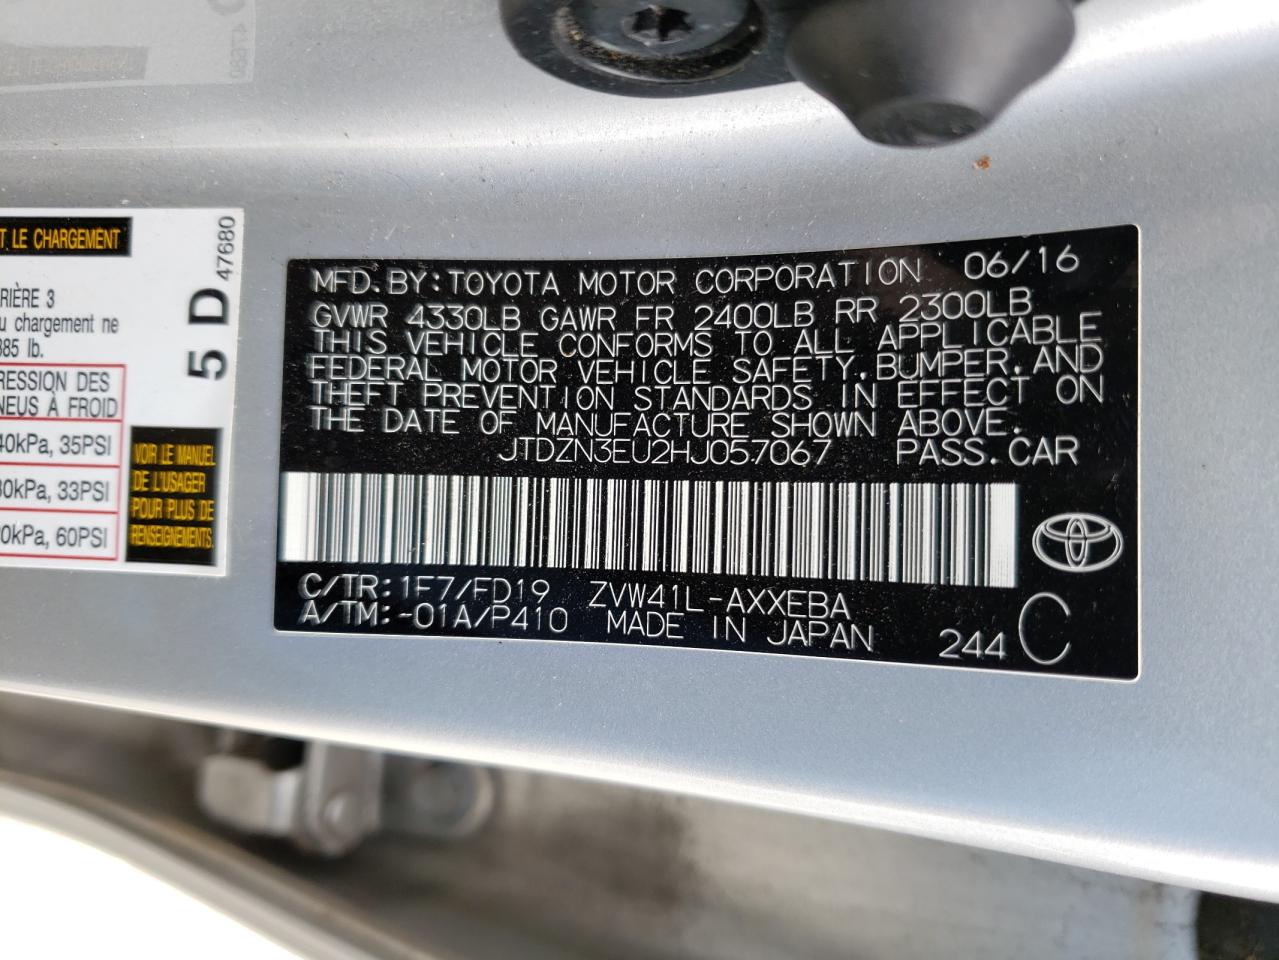 T LE CHARGEMENT
RIÈRE 3
u chargement ne
385 lb.
RESSION DES
NEUS À FROID
40kPa, 35PSI
30kPa, 33PSI
20kPa, 60PSI
5 D 47680
VOIR LE MANUEL
DE L'USAGER
POUR PLUS DE
RENSEIGNEMENTS
MFD.BY:TOYOTA MOTOR CORPORATION 06/16
GVWR 4330LB GAWR FR 2400LB RR 2300LB
THIS VEHICLE CONFORMS TO ALL APPLICABLE
FEDERAL MOTOR VEHICLE SAFETY,BUMPER,AND
THEFT PREVENTION STANDARDS IN EFFECT ON
THE DATE OF MANUFACTURE SHOWN ABOVE.
JTDZN3EU2HJ057067 PASS.CAR
C/TR:1F7/FD19 ZVW41L-AXXEBA
A/TM:-01A/P410 MADE IN JAPAN 244 C